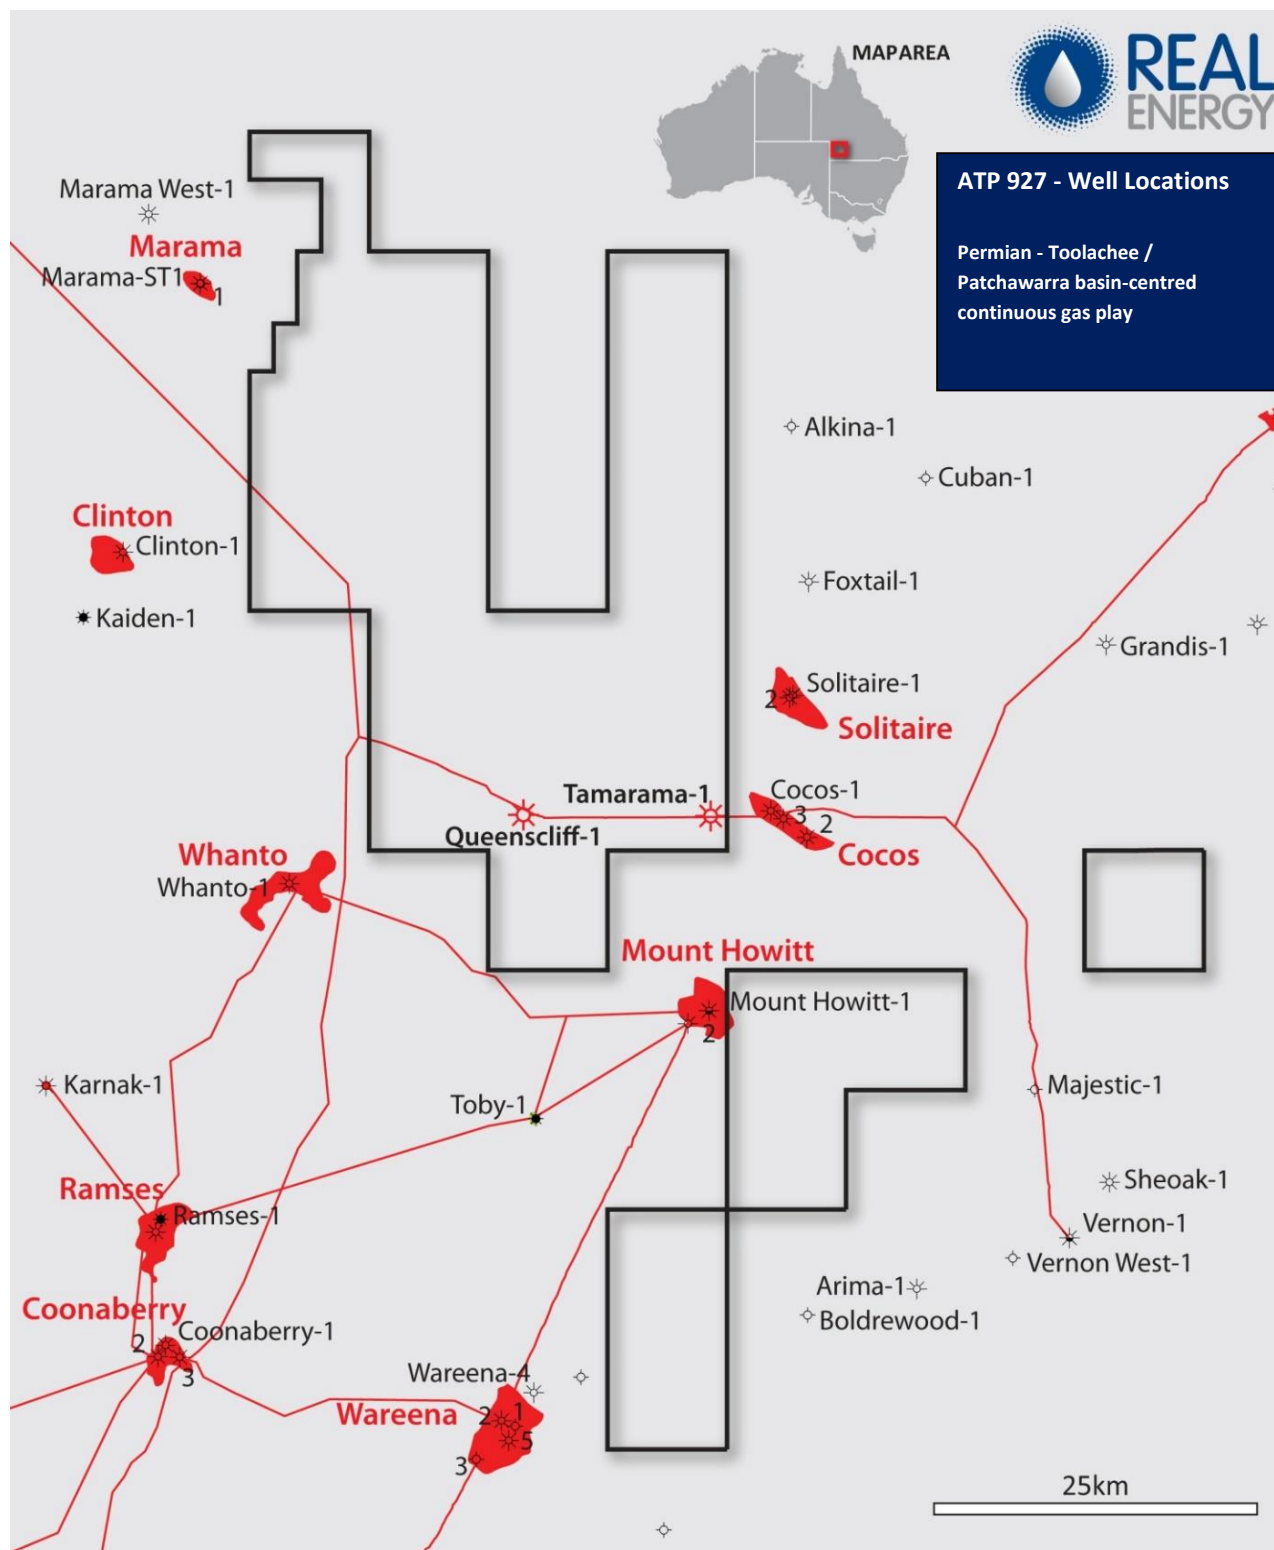 MAPAREA
REAL
ENERGY
ATP 927 - Well Locations
Permian - Toolachee /
Patchawarra basin-centred
continuous gas play
Marama West-1
Marama
Marama-ST1
1
Alkina-1
Cuban-1
Clinton
Clinton-1
Kaiden-1
Foxtail-1
Grandis-1
Solitaire-1
2
Solitaire
Tamarama-1
Queenscliff-1
Cocos-1
3
2
Cocos
Whanto
Whanto-1
Mount Howitt
Mount Howitt-1
2
Karnak-1
Toby-1
Majestic-1
Ramses
Ramses-1
Sheoak-1
Vernon-1
Vernon West-1
Arima-1
Boldrewood-1
Coonaberry
Coonaberry-1
2
3
Wareena-4
Wareena
2
1
5
3
25km